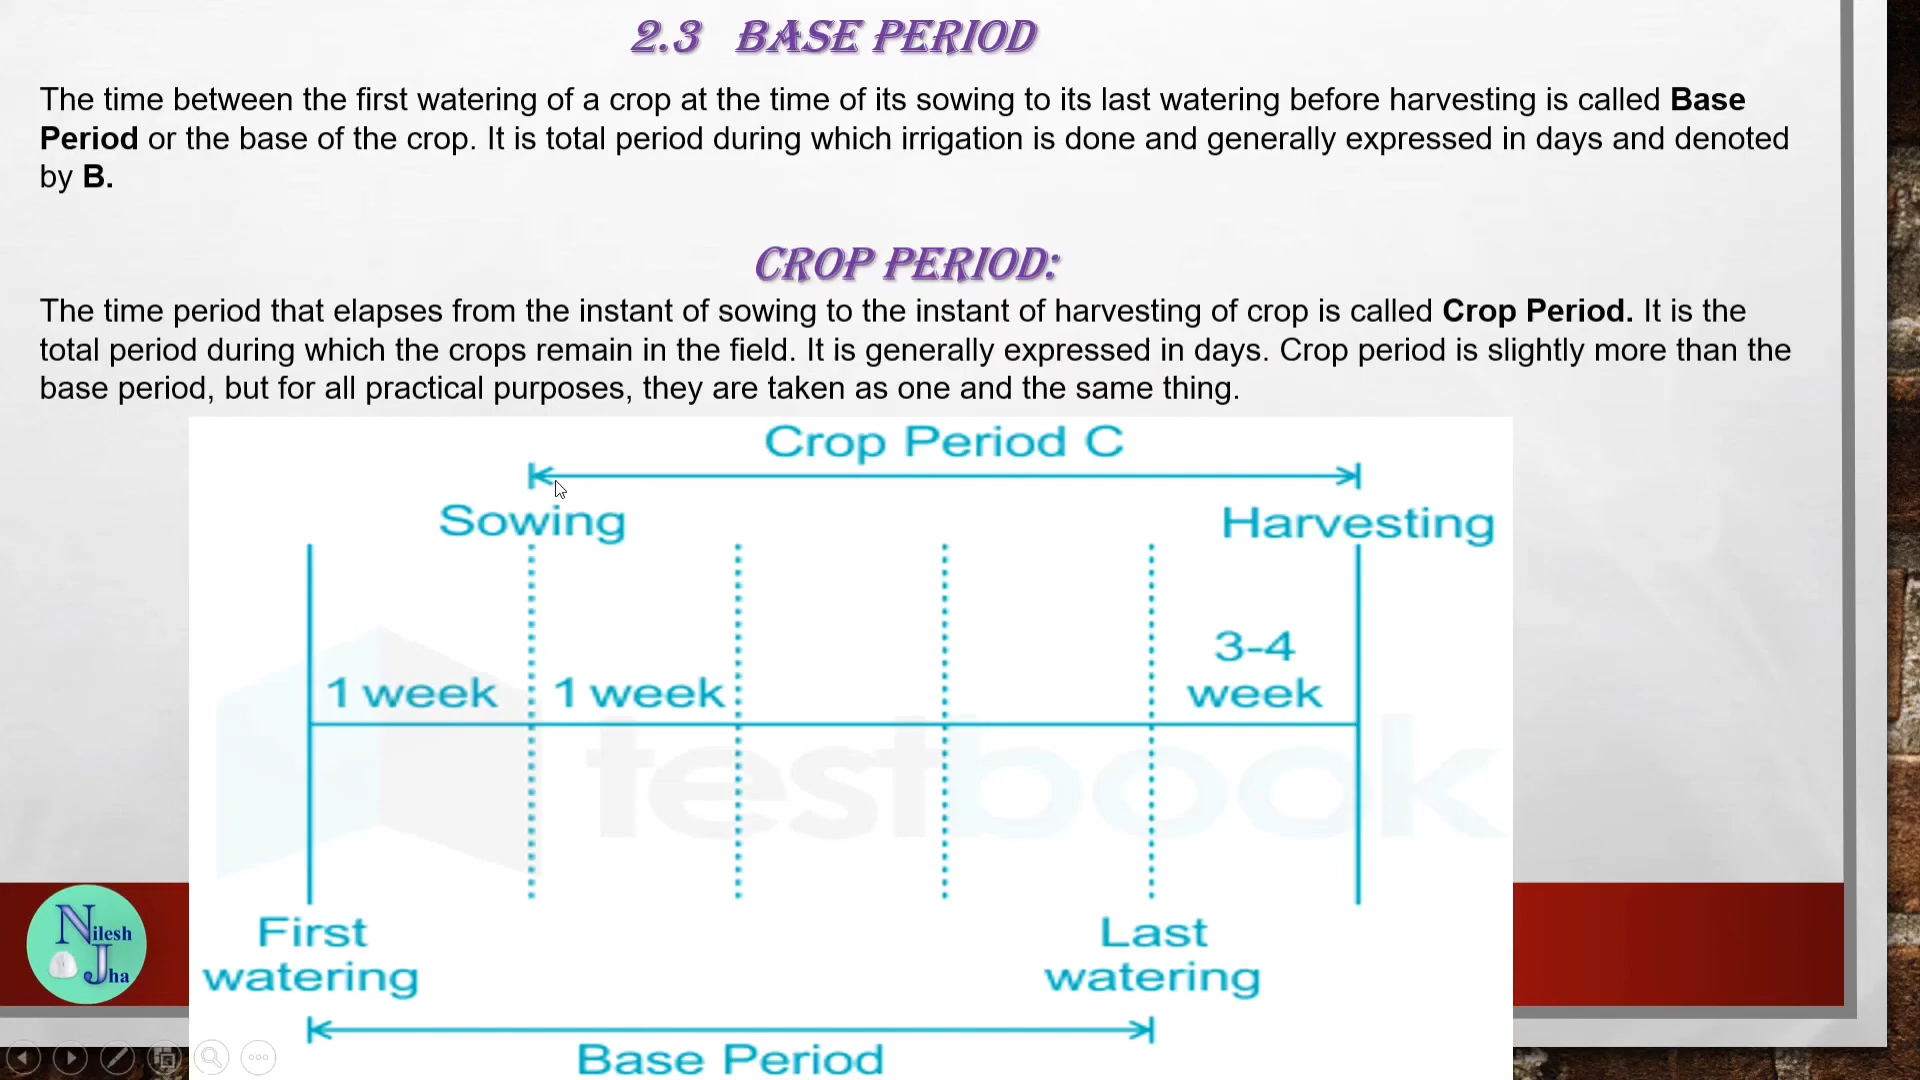 2.3 BASE PERIOD
The time between the first watering of a crop at the time of its sowing to its last watering before harvesting is called Base
Period or the base of the crop. It is total period during which irrigation is done and generally expressed in days and denoted
by B.
CROP PERIOD:
The time period that elapses from the instant of sowing to the instant of harvesting of crop is called Crop Period. It is the
total period during which the crops remain in the field. It is generally expressed in days. Crop period is slightly more than the
base period, but for all practical purposes, they are taken as one and the same thing.
Crop Period C
Sowing
Harvesting
3-4
1 week 1 week week
testbook
First
watering
Last
watering
Base Period
Nilesh
Jha